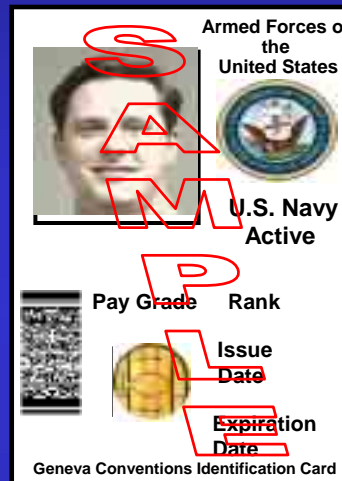 Armed Forces o
the
United States
SAMPLE
U.S. Navy
Active
Pay Grade Rank
Issue
Date
Expiration
Date
Geneva Conventions Identification Card